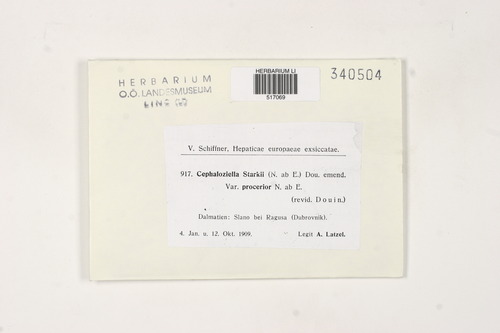 HERBARIUM
O.Ö. LANDESMUSEUM
LINZ
HERBARIUM LI
517069
340504
V. Schiffner, Hepaticae europaeae exsiccatae.
917. Cephaloziella Starkii (N. ab E.) Dou. emend.
Var. procerior N. ab E.
(revid. Douin.)
Dalmatien: Slano bei Ragusa (Dubrovnik).
4. Jan. u. 12. Okt. 1909. Legit A. Latzel.